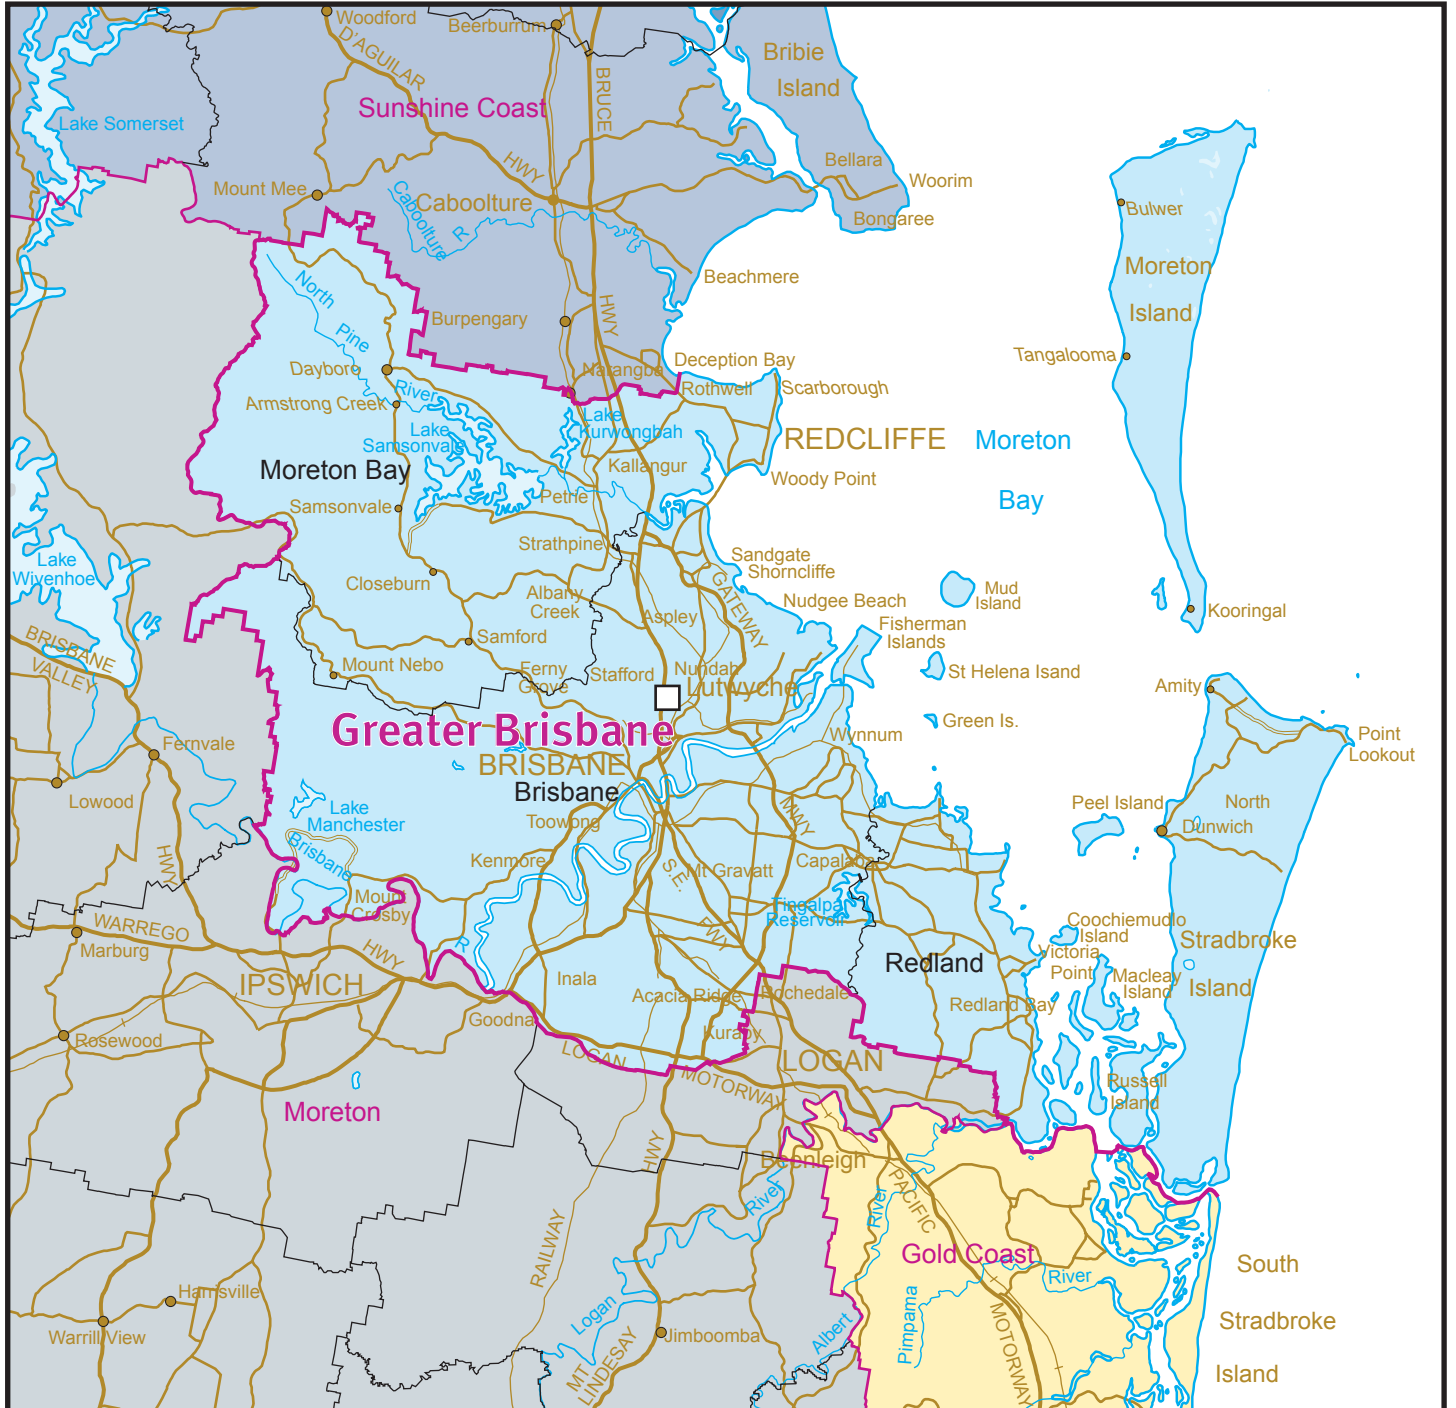 Woodford
Beerburrum
D'AGUILAR
HWY
BRUCE
HWY
Bribie
Island
Sunshine Coast
Lake Somerset
Bellara
Woorim
Bongaree
Mount Mee
Caboolture
Caboolture
R
Beachmere
Bulwer
Moreton
Island
Tangalooma
North
Pine
River
Burpengary
Narangba
Deception Bay
Rothwell
Scarborough
Dayboro
Armstrong Creek
Lake
Samsonvale
Lake
Kurwongbah
REDCLIFFE
Moreton
Bay
Moreton Bay
Kallangur
Woody Point
Petrie
Samsonvale
Strathpine
Sandgate
Shorncliffe
Lake
Wivenhoe
Closeburn
Albany
Creek
GATEWAY
Nudgee Beach
Mud
Island
Kooringal
Aspley
Fisherman
Islands
BRISBANE
VALLEY
HWY
Samford
Mount Nebo
Ferny
Grove
Stafford
Nundah
Lutwyche
St Helena Isand
Amity
Greater Brisbane
Green Is.
Wynnum
Point
Lookout
Fernvale
BRISBANE
Brisbane
Lowood
Lake
Manchester
Toowong
MWY
Peel Island
North
Dunwich
Brisbane
Kenmore
S.E.
FWY
Mt Gravatt
Capalaba
Mount
Crosby
Tingalpa
Reservoir
Coochiemudlo
Island
WARREGO
HWY
Marburg
R
Redland
Victoria
Point
Stradbroke
Macleay
Island
Island
IPSWICH
Inala
Acacia Ridge
Rochedale
Redland Bay
Goodna
Kuraby
Rosewood
LOGAN
MOTORWAY
LOGAN
Russell
Island
Moreton
HWY
Beenleigh
PACIFIC
MOTORWAY
River
River
RAILWAY
Gold Coast
River
South
Stradbroke
Island
Harrisville
Warrill View
Logan
Jimboomba
Albert
Pimpama
MT
LINDESAY